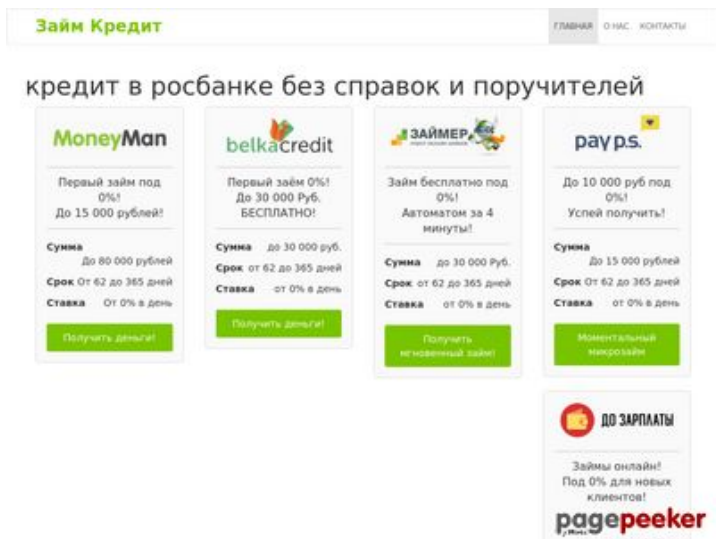 Займ Кредит
ГЛАВНАЯ О НАС. КОНТАКТЫ
кредит в росбанке без справок и поручителей
MoneyMan
Первый займ под
0%!
До 15 000 рублей!
Сумма
До 80 000 рублей
Срок От 62 до 365 дней
Ставка От 0% в день
Получить деньги!
belkacredit
Первый заём 0%!
До 30 000 Руб.
БЕСПЛАТНО!
Сумма до 30 000 руб.
Срок от 62 до 365 дней
Ставка от 0% в день
Получить деньги!
ЗАЙМЕР
Займ бесплатно под
0%!
Автоматом за 4
минуты!
Сумма до 30 000 Руб.
Срок от 62 до 365 дней
Ставка от 0% в день
Получить
мгновенный займ!
pay p.s.
До 10 000 руб под
0%!
Успей получить!
Сумма
До 15 000 рублей
Срок От 62 до 365 дней
Ставка от 0% в день
Моментальный
микрозайм
ДО ЗАРПЛАТЫ
Займы онлайн!
Под 0% для новых
клиентов!
pagepeeker